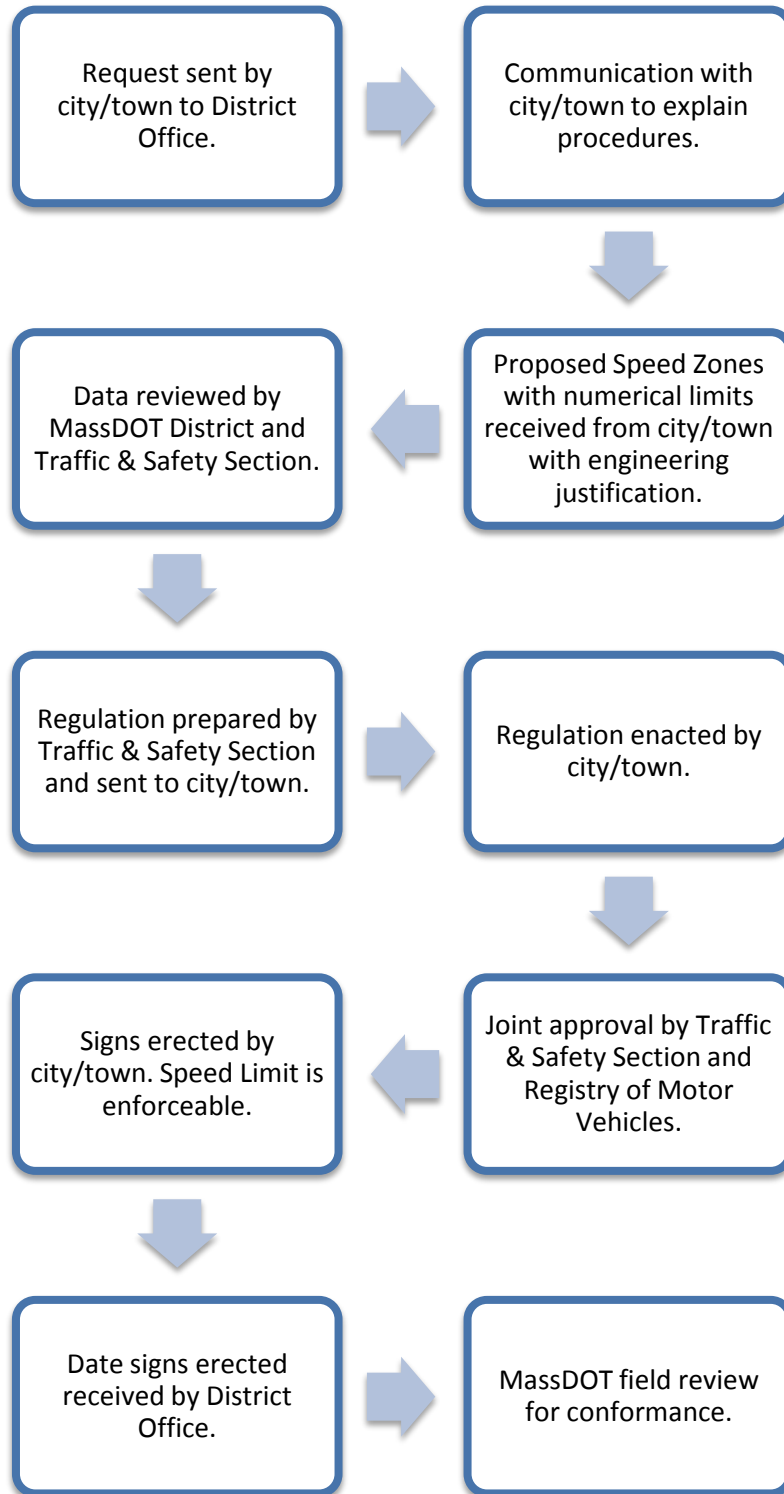 Request sent by
city/town to District
Office.
Communication with
city/town to explain
procedures.
Proposed Speed Zones
with numerical limits
received from city/town
with engineering
justification.
Data reviewed by
MassDOT District and
Traffic & Safety Section.
Regulation prepared by
Traffic & Safety Section
and sent to city/town.
Regulation enacted by
city/town.
Joint approval by Traffic
& Safety Section and
Registry of Motor
Vehicles.
Signs erected by
city/town. Speed Limit is
enforceable.
Date signs erected
received by District
Office.
MassDOT field review
for conformance.